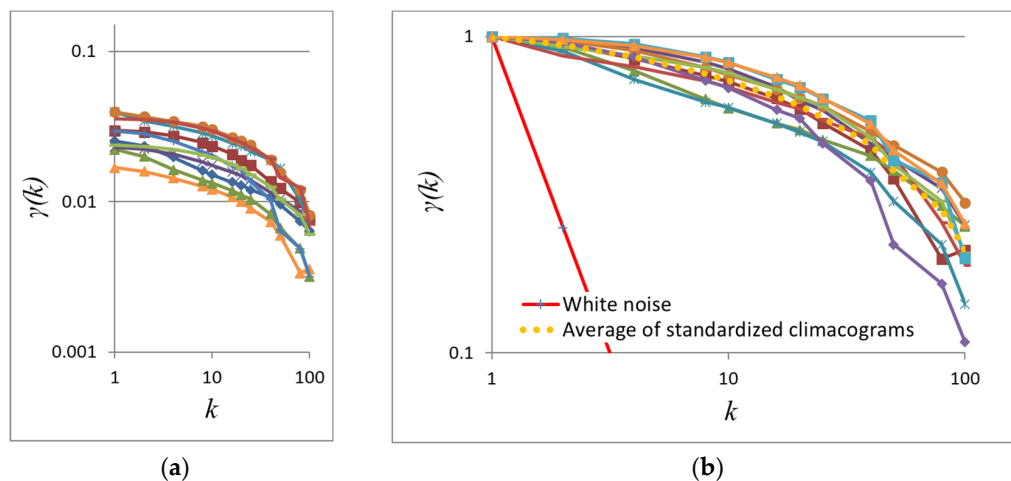 0.1
0.01
0.001
γ(k)
1
10
100
k
(a)
1
0.1
γ(k)
White noise
Average of standardized climacograms
1
10
100
k
(b)